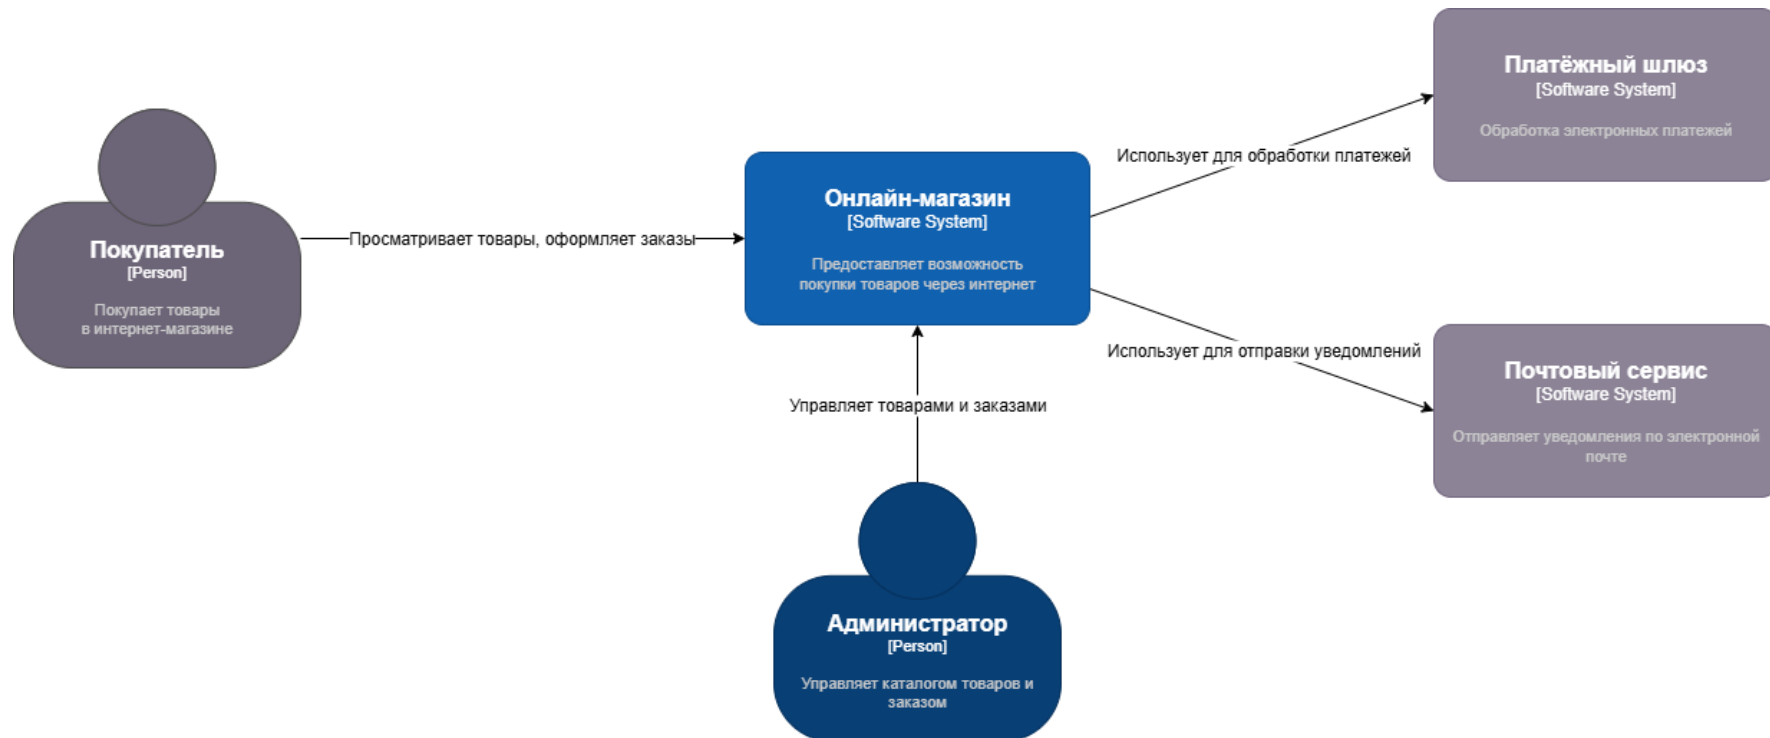 Покупатель
[Person]
Покупает товары
в интернет-магазине
Просматривает товары, оформляет заказы
Онлайн-магазин
[Software System]
Предоставляет возможность
покупки товаров через интернет
Использует для обработки платежей
Платёжный шлюз
[Software System]
Обработка электронных платежей
Использует для отправки уведомлений
Почтовый сервис
[Software System]
Отправляет уведомления по электронной
почте
Управляет товарами и заказами
Администратор
[Person]
Управляет каталогом товаров и
заказом